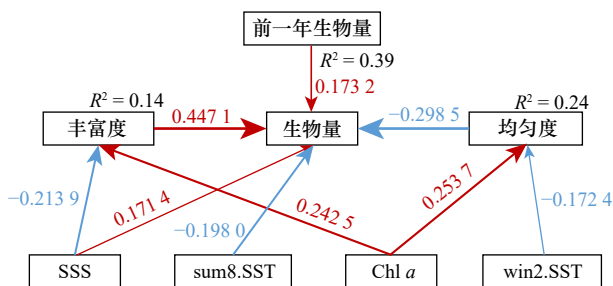 前一年生物量
R² = 0.39
0.173 2
R² = 0.14
0.447 1
−0.298 5
R² = 0.24
丰富度
生物量
均匀度
−0.213 9
0.171 4
−0.198 0
0.242 5
0.253 7
−0.172 4
SSS
sum8.SST
Chl a
win2.SST